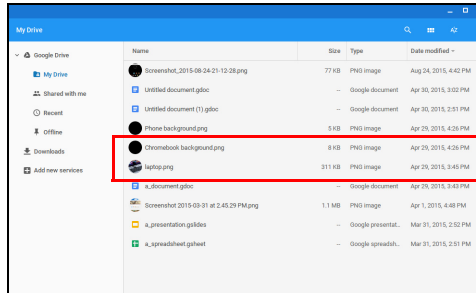 My Drive
Google Drive
My Drive
Shared with me
Recent
Offline
Downloads
Add new services
Name Size Type Date modified
Screenshot_2015-08-24-21-12-28.png 77 KB PNG image Aug 24, 2015, 4:42 PM
Untitled document.gdoc -- Google document Apr 30, 2015, 3:02 PM
Untitled document (1).gdoc -- Google document Apr 30, 2015, 2:51 PM
Phone background.png 5 KB PNG image Apr 29, 2015, 4:26 PM
Chromebook background.png 8 KB PNG image Apr 29, 2015, 4:26 PM
laptop.png 311 KB PNG image Apr 29, 2015, 3:45 PM
a_document.gdoc -- Google document Apr 29, 2015, 3:43 PM
Screenshot 2015-03-31 at 2.45.29 PM.png 1.1 MB PNG image Apr 1, 2015, 4:48 PM
a_presentation.gslides -- Google presentat... Mar 31, 2015, 2:52 PM
a_spreadsheet.gsheet -- Google spreadsh... Mar 31, 2015, 2:51 PM